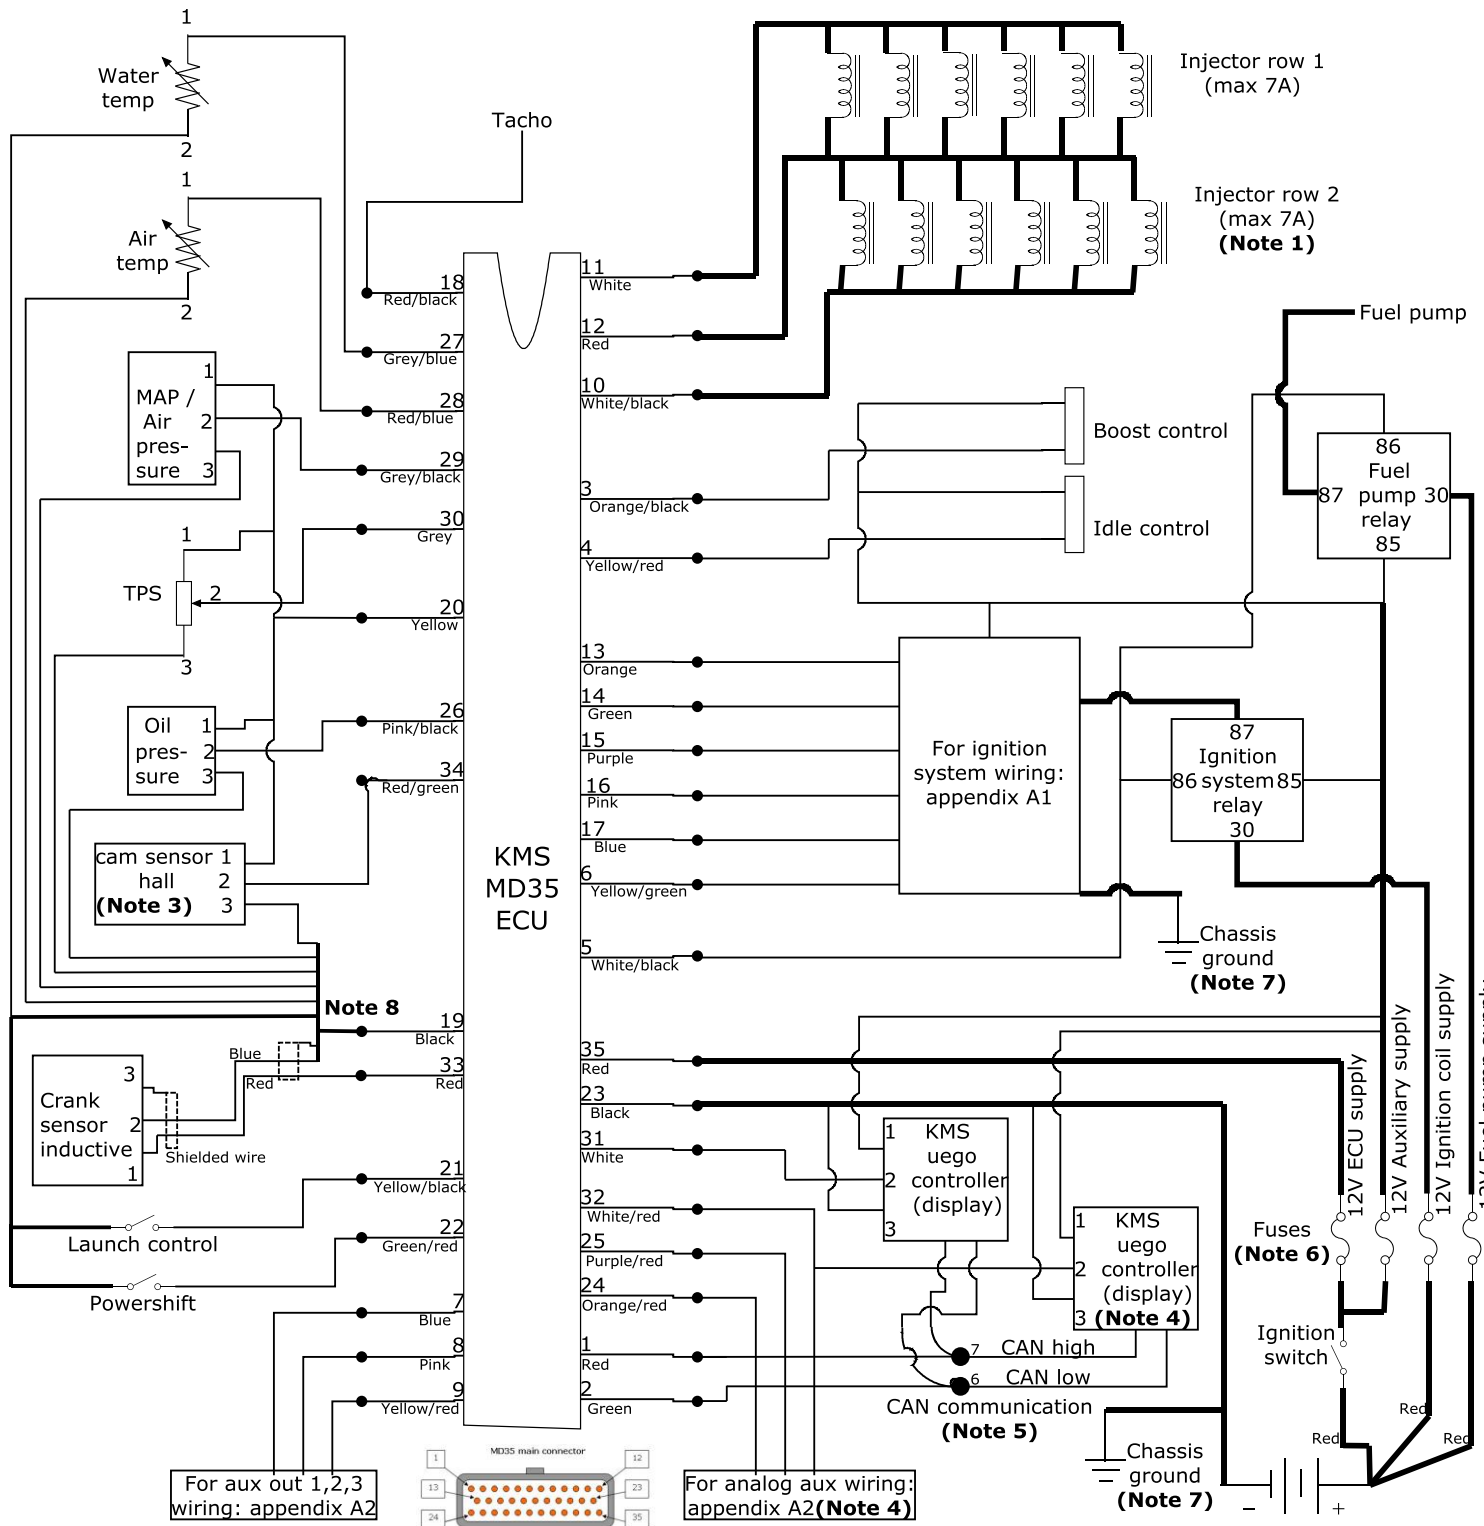 1
Water
temp
2
1
Air
temp
2
Tacho
Injector row 1
(max 7A)
Injector row 2
(max 7A)
(Note 1)
18
Red/black
27
Grey/blue
28
Red/blue
29
Grey/black
30
Grey
20
Yellow
26
Pink/black
34
Red/green
19
Black
33
Red
21
Yellow/black
22
Green/red
7
Blue
8
Pink
9
Yellow/red
1
MAP /
Air
2
pres-
sure
3
1
TPS
2
3
Oil
1
pres-
2
sure
3
cam sensor
1
hall
2
(Note 3)
3
Note 8
Blue
Red
3
Crank
sensor
2
inductive
1
Shielded wire
Launch control
Powershift
For aux out 1,2,3
wiring: appendix A2
KMS
MD35
ECU
11
White
12
Red
10
White/black
3
Orange/black
4
Yellow/red
13
Orange
14
Green
15
Purple
16
Pink
17
Blue
6
Yellow/green
5
White/black
35
Red
23
Black
31
White
32
White/red
25
Purple/red
24
Orange/red
1
Red
2
Green
Boost control
Idle control
Fuel pump
86
Fuel
87 pump 30
relay
85
For ignition
system wiring:
appendix A1
87
Ignition
86 system 85
relay
30
Chassis
ground
(Note 7)
12V ECU supply
12V Auxiliary supply
12V Ignition coil supply
12V Fuel pump supply
1
KMS
uego
2
controller
(display)
3
1
KMS
uego
2
controller
(display)
3
(Note 4)
Fuses
(Note 6)
Ignition
switch
7
CAN high
6
CAN low
CAN communication
(Note 5)
Red
Red
Red
Chassis
ground
(Note 7)
–
+
MD35 main connector
1
12
13
23
24
35
For analog aux wiring:
appendix A2(Note 4)